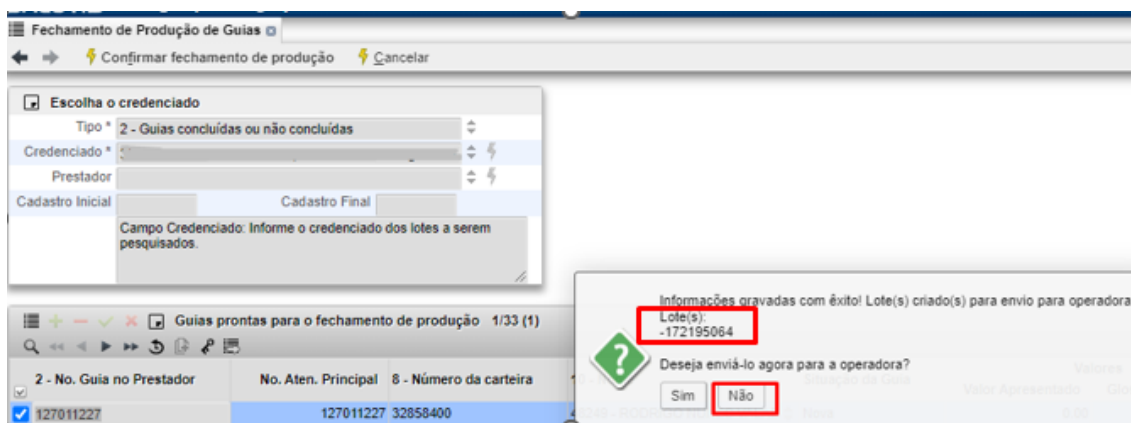 Fechamento de Produção de Guias
Confirmar fechamento de produção Cancelar
Escolha o credenciado
Tipo * 2 - Guias concluídas ou não concluídas
Credenciado *
Prestador
Cadastro Inicial Cadastro Final
Campo Credenciado: Informe o credenciado dos lotes a serem
pesquisados.
Informações gravadas com êxito! Lote(s) criado(s) para envio para operadora
Lote(s):
-172195064
Deseja enviá-lo agora para a operadora?
Sim Não
Guias prontas para o fechamento de produção 1/33 (1)
2 - No. Guia no Prestador No. Aten. Principal 8 - Número da carteira
Situação da Guia Valores
Valor Apresentado
127011227 127011227 32858400
Nova 0.00